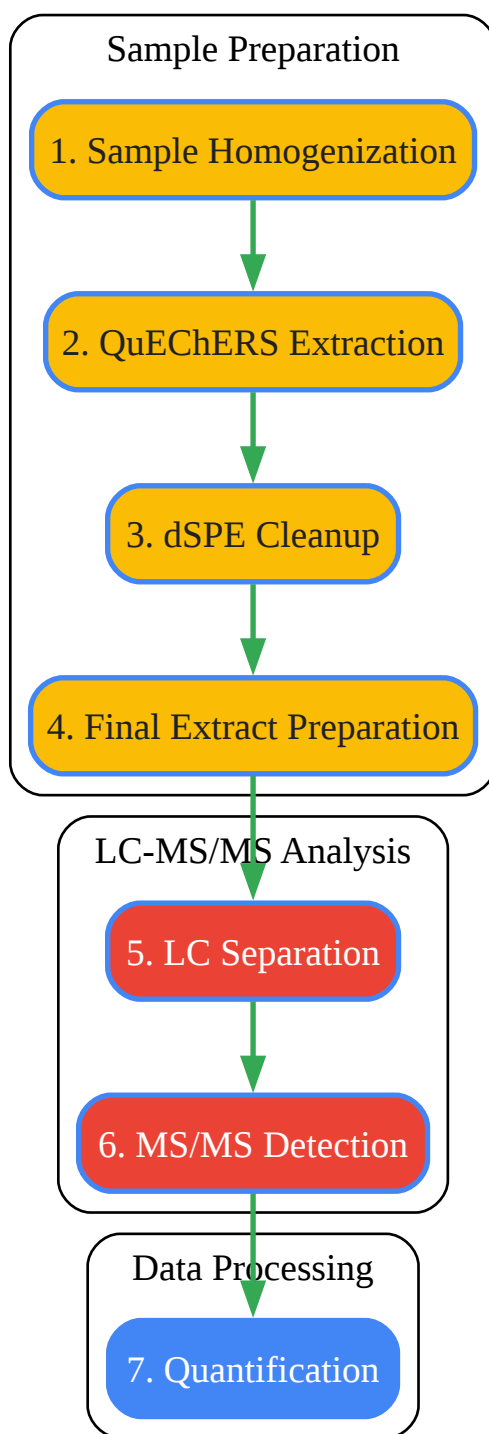 Sample Preparation
1. Sample Homogenization
2. QuEChERS Extraction
3. dSPE Cleanup
4. Final Extract Preparation
LC-MS/MS Analysis
5. LC Separation
6. MS/MS Detection
Data Processing
7. Quantification